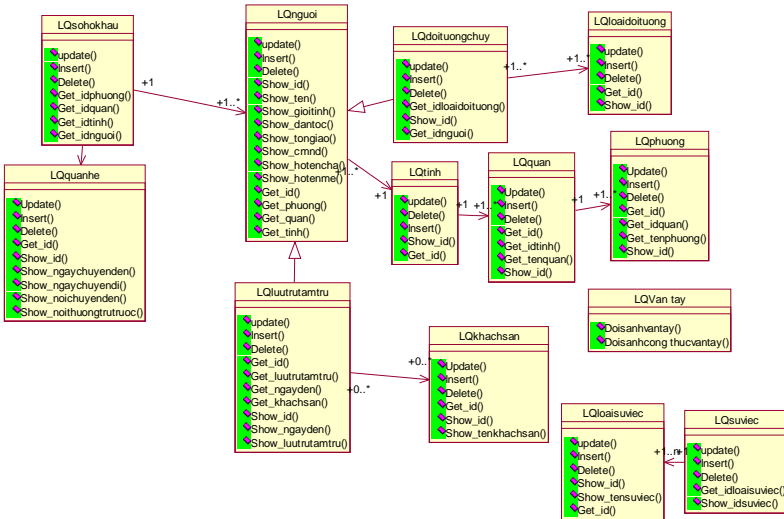 LQsohokhau
update()
Insert()
Delete()
Get_idphuong()
Get_idquan()
Get_idtinh()
Get_idnguoi()
+1
+1..*
LQnguoi
update()
Insert()
Delete()
Show_id()
Show_ten()
Show_gioitinh()
Show_dantoc()
Show_tongiao()
Show_cmnd()
Show_hotencha()
Show_hotenme()
Get_id()
Get_phuong()
Get_quan()
Get_tinh()
+1..*
+1
LQdoituongchuy
update()
Insert()
Delete()
Get_idloaidoituong()
Show_id()
Get_idnguoi()
+1
+1..*
LQloaidoituong
update()
Insert()
Delete()
Get_id()
Show_id()
LQquanhe
Update()
Insert()
Delete()
Get_id()
Show_id()
Show_ngaychuyenden()
Show_ngaychuyendi()
Show_noichuyenden()
Show_noithuongtrutruoc()
LQtinh
update()
Delete()
Insert()
Show_id()
Get_id()
+1
+1..*
LQquan
Update()
Insert()
Delete()
Get_id()
Get_idtinh()
Get_tenquan()
Show_id()
+1
+1..*
LQphuong
Update()
Insert()
Delete()
Get_id()
Get_idquan()
Get_tenphuong()
Show_id()
LQluutrutamtru
update()
Insert()
Delete()
Get_id()
Get_luutrutamtru()
Get_ngayden()
Get_khachsan()
Show_id()
Show_ngayden()
Show_luutrutamtru()
+0..*
+0..*
LQkhachsan
Update()
Insert()
Delete()
Get_id()
Show_id()
Show_tenkhachsan()
LQVan tay
Doisanhvantay()
Doisanhcong thucvantay()
LQloaisuviec
update()
Insert()
Delete()
Show_id()
Show_tensuviec()
Get_id()
+1..n
+1
LQsuviec
update()
Insert()
Delete()
Get_idloaisuviec()
Show_idsuviec()